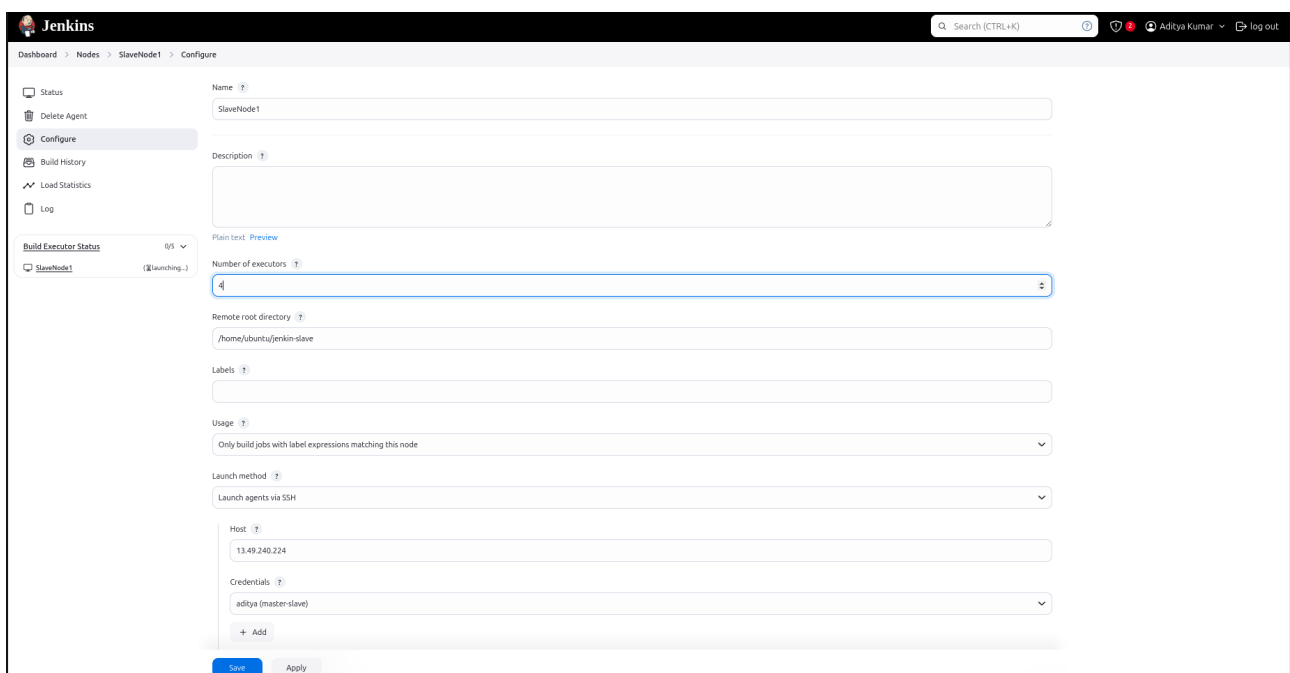 Jenkins
Search (CTRL+K)
?
2
Aditya Kumar
log out
Dashboard > Nodes > SlaveNode1 > Configure
Status
Delete Agent
Configure
Build History
Load Statistics
Log
Build Executor Status 0/5
SlaveNode1 (launching...)
Name ?
SlaveNode1
Description ?
Plain text Preview
Number of executors ?
4
Remote root directory ?
/home/ubuntu/jenkin-slave
Labels ?
Usage ?
Only build jobs with label expressions matching this node
Launch method ?
Launch agents via SSH
Host ?
13.49.240.224
Credentials ?
aditya (master-slave)
+ Add
Save Apply